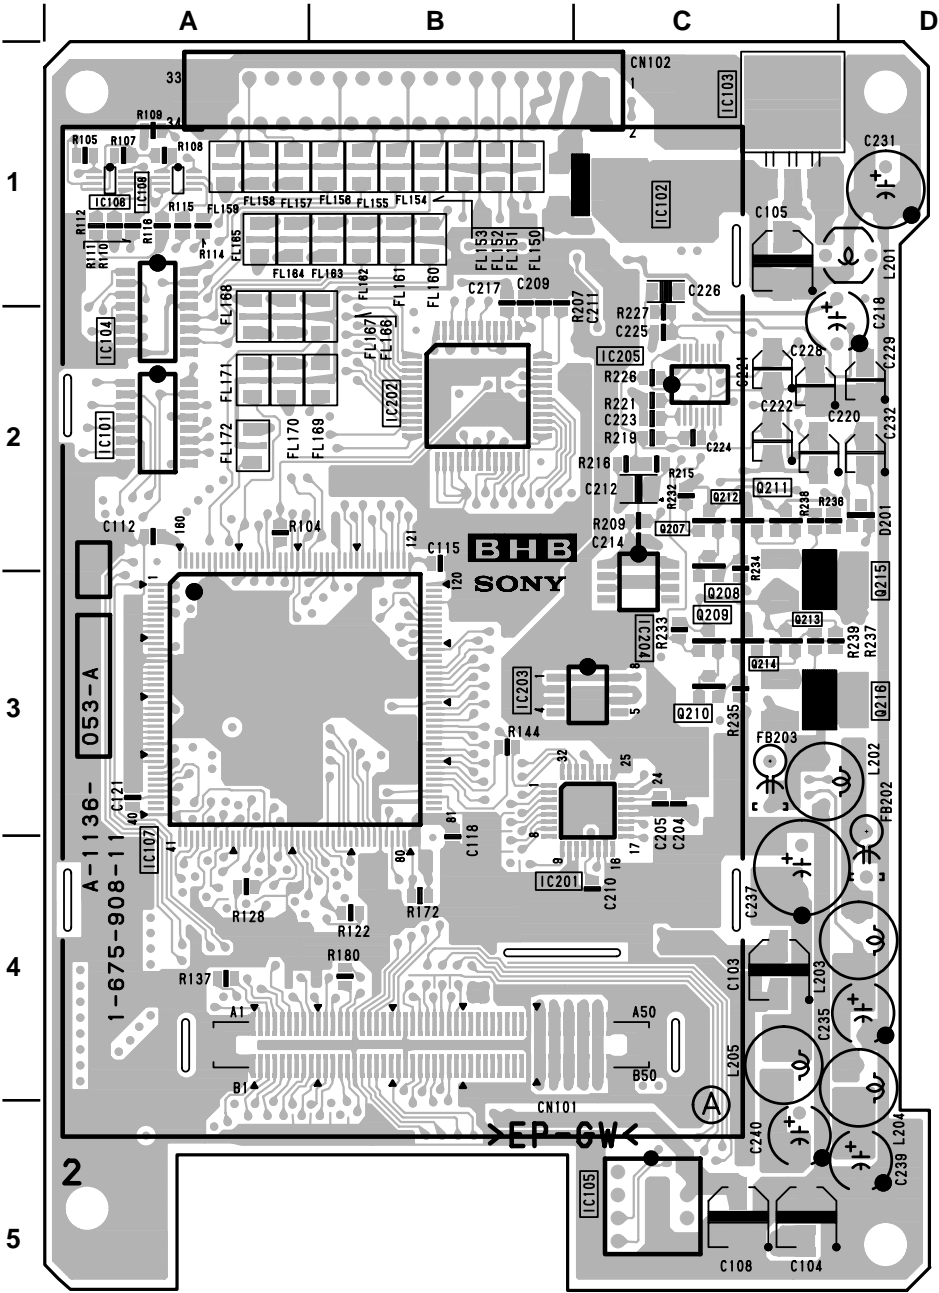 A B C D
33 CN102 1
IC103
R109 34 2
R105 R107 R108 C231
1
IC106 IC108 FL158 FL157 FL156 FL155 FL154 IC102
R112 R116 R115 FL159 C105
R111 R110 R114 FL165 FL153 FL152 FL151 FL150 L201
FL164 FL163 FL162 FL161 FL160
FL168 C217 C209 R207 C211 C226
R227 C218
IC104 FL167 FL166 C225 C229
IC205 C221 C228
FL171 IC202 R226
2
R221 C222 C220 C232
IC101 FL172 FL170 FL169 C223
R219 C224
R216 R215
C212 R232 Q212 Q211 R238 R236
C112 160 R104 121 R209 Q207 D201
C115 BHB C214
1 120 SONY R234 Q215
Q208
Q209 Q213
R233 IC204 R239 R237
Q214
053-A IC203 1 8
3
4 5 Q210 R235 Q216
R144 FB203
32 25 L202
C121 1 24 FB202
A-1136- 40 81
IC107 41 80 C118 8 17 C205 C204
9 16
1-675-908-11 IC201 C210 C237
R128 R122 R172
4
R137 R180 C103 L203
A1 A50 C235
L205
B1 B50
CN101 A
>EP-GW< C240 L204
C239
2 IC105
5
C108 C104